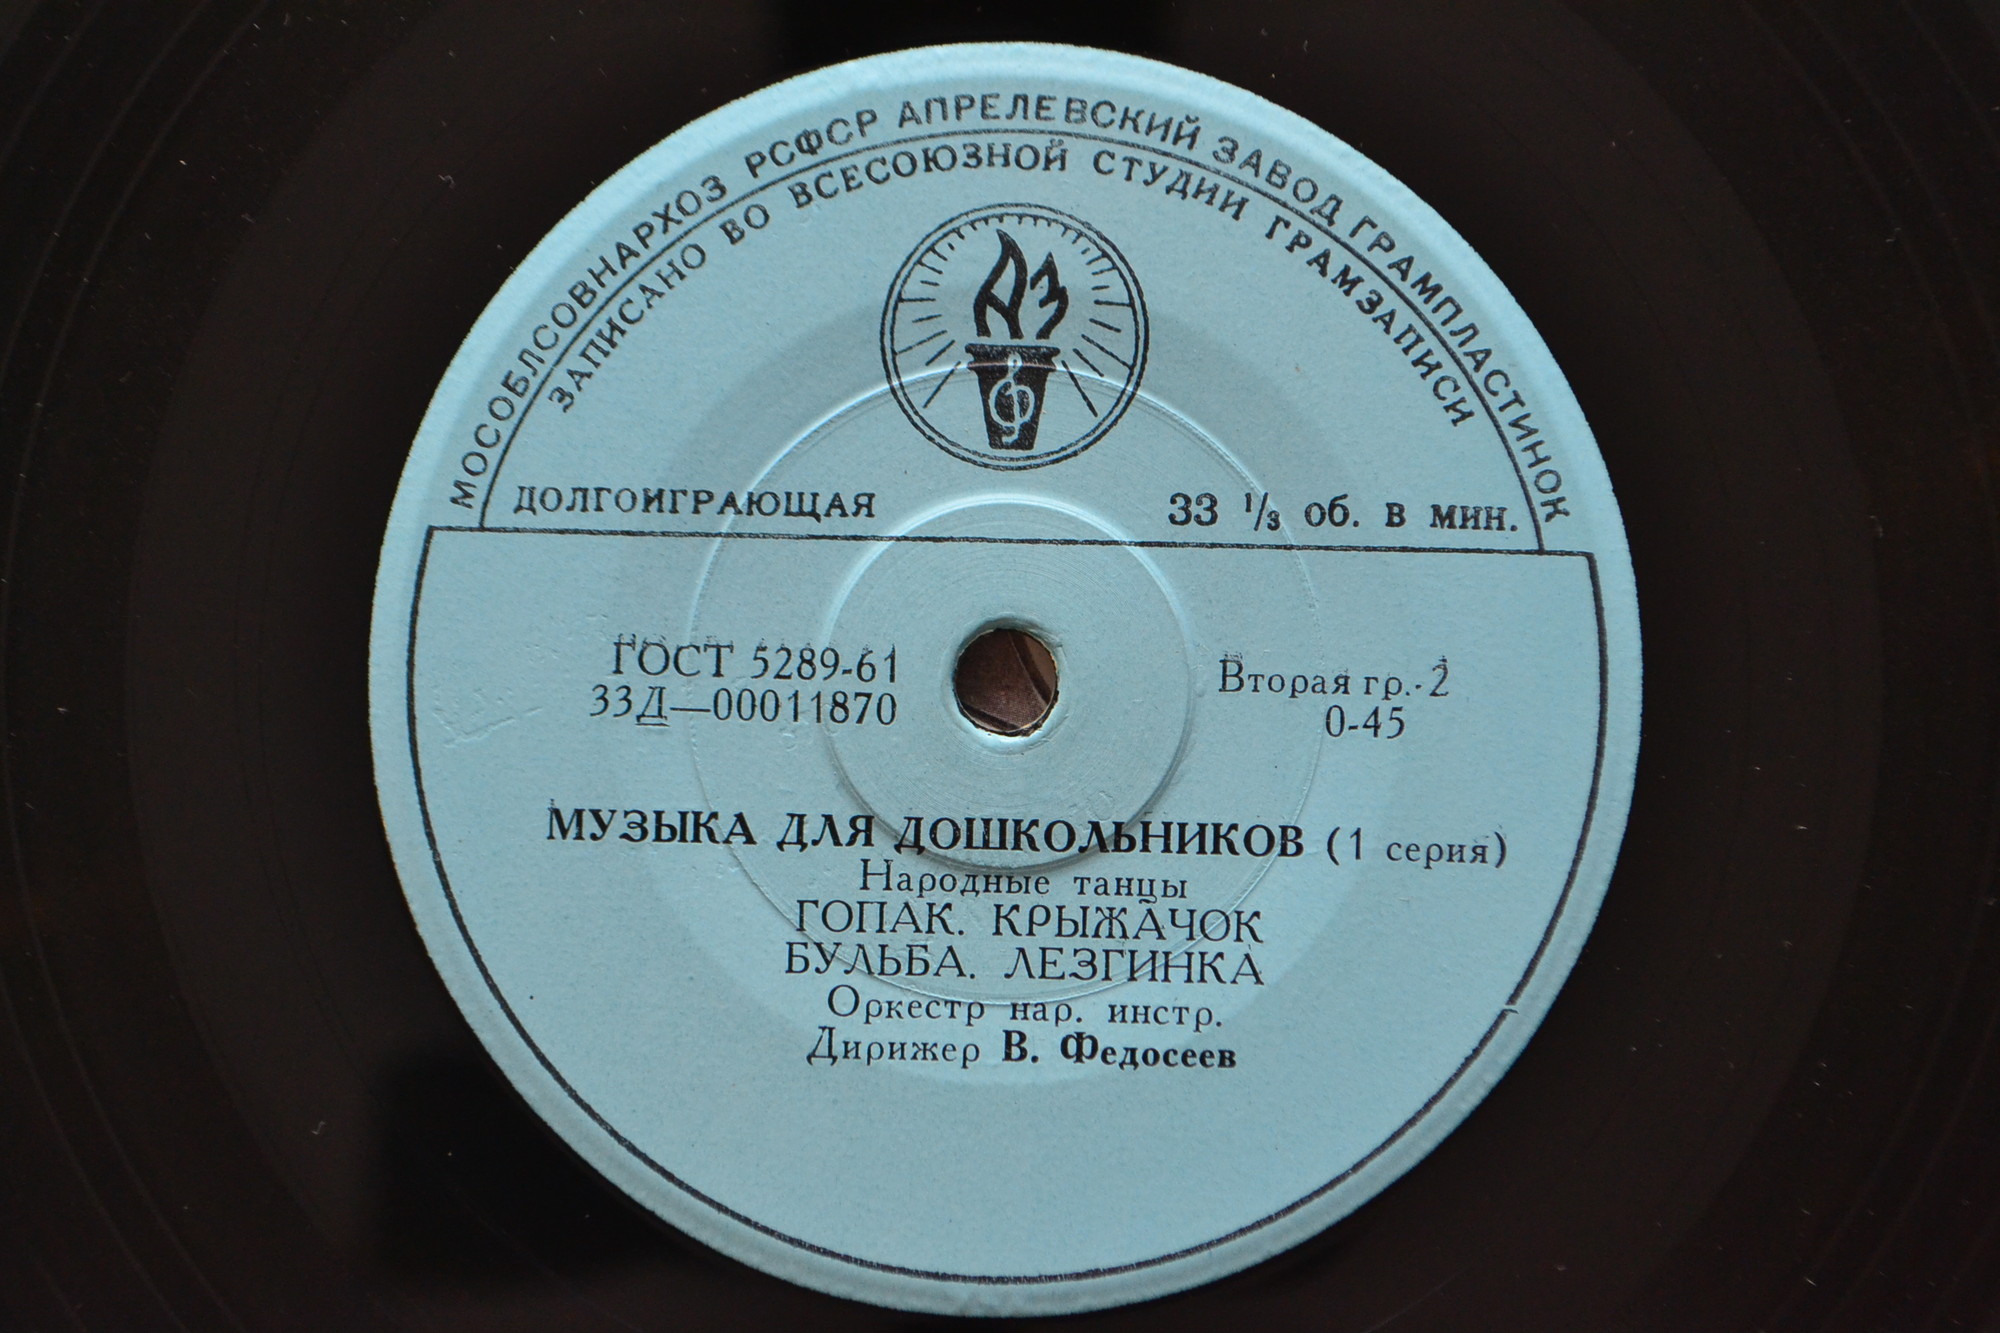 МОСОБЛСОВНАРХОЗ РСФСР АПРЕЛЕВСКИЙ ЗАВОД ГРАМПЛАСТИНОК
ЗАПИСАНО ВО ВСЕСОЮЗНОЙ СТУДИИ ГРАМЗАПИСИ
АЗ
ДОЛГОИГРАЮЩАЯ 33 1/3 об. в мин.
ГОСТ 5289-61 Вторая гр.-2
33Д—00011870 0-45
МУЗЫКА ДЛЯ ДОШКОЛЬНИКОВ (1 серия)
Народные танцы
ГОПАК. КРЫЖАЧОК
БУЛЬБА. ЛЕЗГИНКА
Оркестр нар. инстр.
Дирижер В. Федосеев